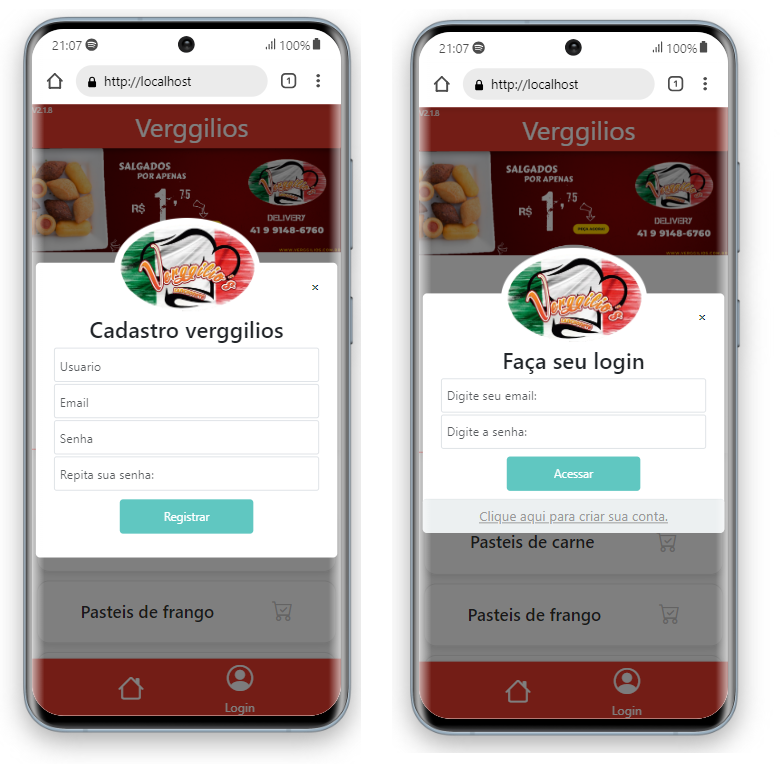 21:07
100%
http://localhost
1
V2.1.8
Verggilios
SALGADOS
POR APENAS
R$ 1,75
DELIVERY
41 9 9148-6760
Verggilio's
×
Cadastro verggilios
Usuario
Email
Senha
Repita sua senha:
Registrar
Pasteis de frango
Login
21:07
100%
http://localhost
1
V2.1.8
Verggilios
SALGADOS
POR APENAS
R$ 1,75
DELIVERY
41 9 9148-6760
Verggilio's
×
Faça seu login
Digite seu email:
Digite a senha:
Acessar
Clique aqui para criar sua conta.
Pasteis de carne
Pasteis de frango
Login